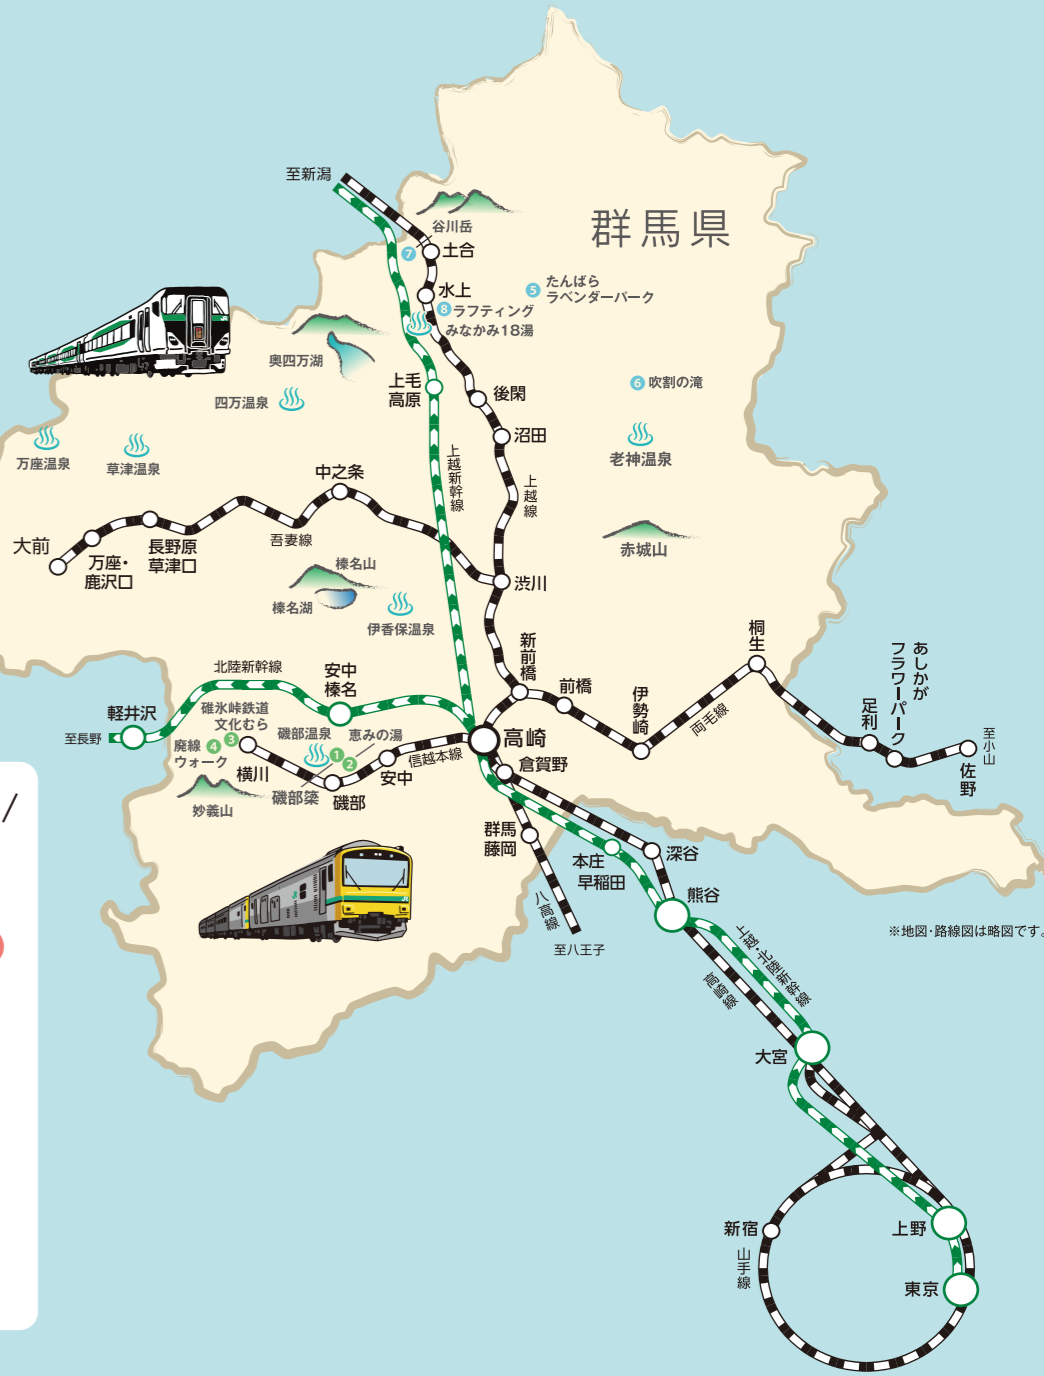 至新潟
谷川岳
群馬県
7
土合
水上
5
たんばら
ラベンダーパーク
8
ラフティング
みなかみ18湯
奥四万湖
上毛
高原
後閑
6
吹割の滝
四万温泉
沼田
老神温泉
万座温泉
草津温泉
中之条
上越新幹線
上越線
大前
万座・
鹿沢口
長野原
草津口
吾妻線
赤城山
榛名山
榛名湖
渋川
伊香保温泉
新前橋
桐生
北陸新幹線
安中
榛名
前橋
伊勢崎
両毛線
足利
あしかが
フラワーパーク
至小山
佐野
軽井沢
至長野
碓氷峠鉄道
文化むら
3
廃線
ウォーク
4
磯部温泉
恵みの湯
1
2
高崎
横川
安中
信越本線
倉賀野
妙義山
磯部簗
磯部
群馬
藤岡
本庄
早稲田
深谷
熊谷
八高線
至八王子
※地図・路線図は略図です。
上越・北陸新幹線
高崎線
大宮
新宿
山手線
上野
東京
JR
JR